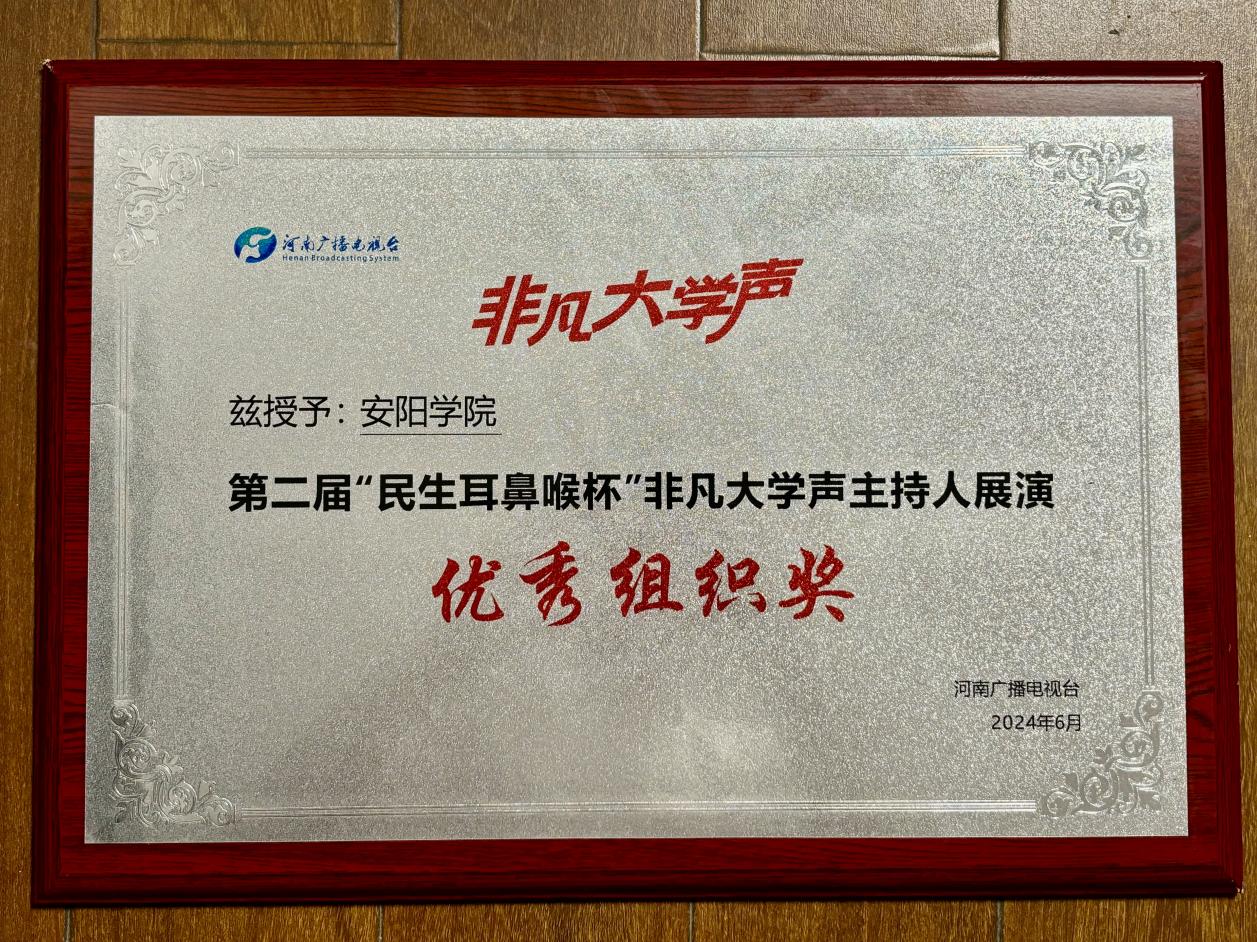 河南广播电视台
Henan Broadcasting System
非凡大学声
兹授予：安阳学院
第二届“民生耳鼻喉杯”非凡大学声主持人展演
优秀组织奖
河南广播电视台
2024年6月